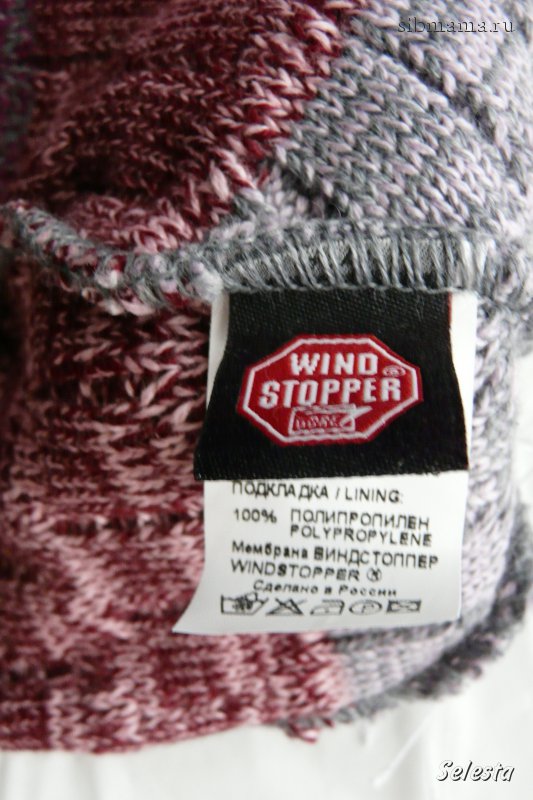 sibmama.ru
WIND
STOPPER ®
ПОДКЛАДКА / LINING:
100% ПОЛИПРОПИЛЕН
POLYPROPYLENE
Мембрана ВИНДСТОППЕР
WINDSTOPPER ®
Сделано в России
Selesta